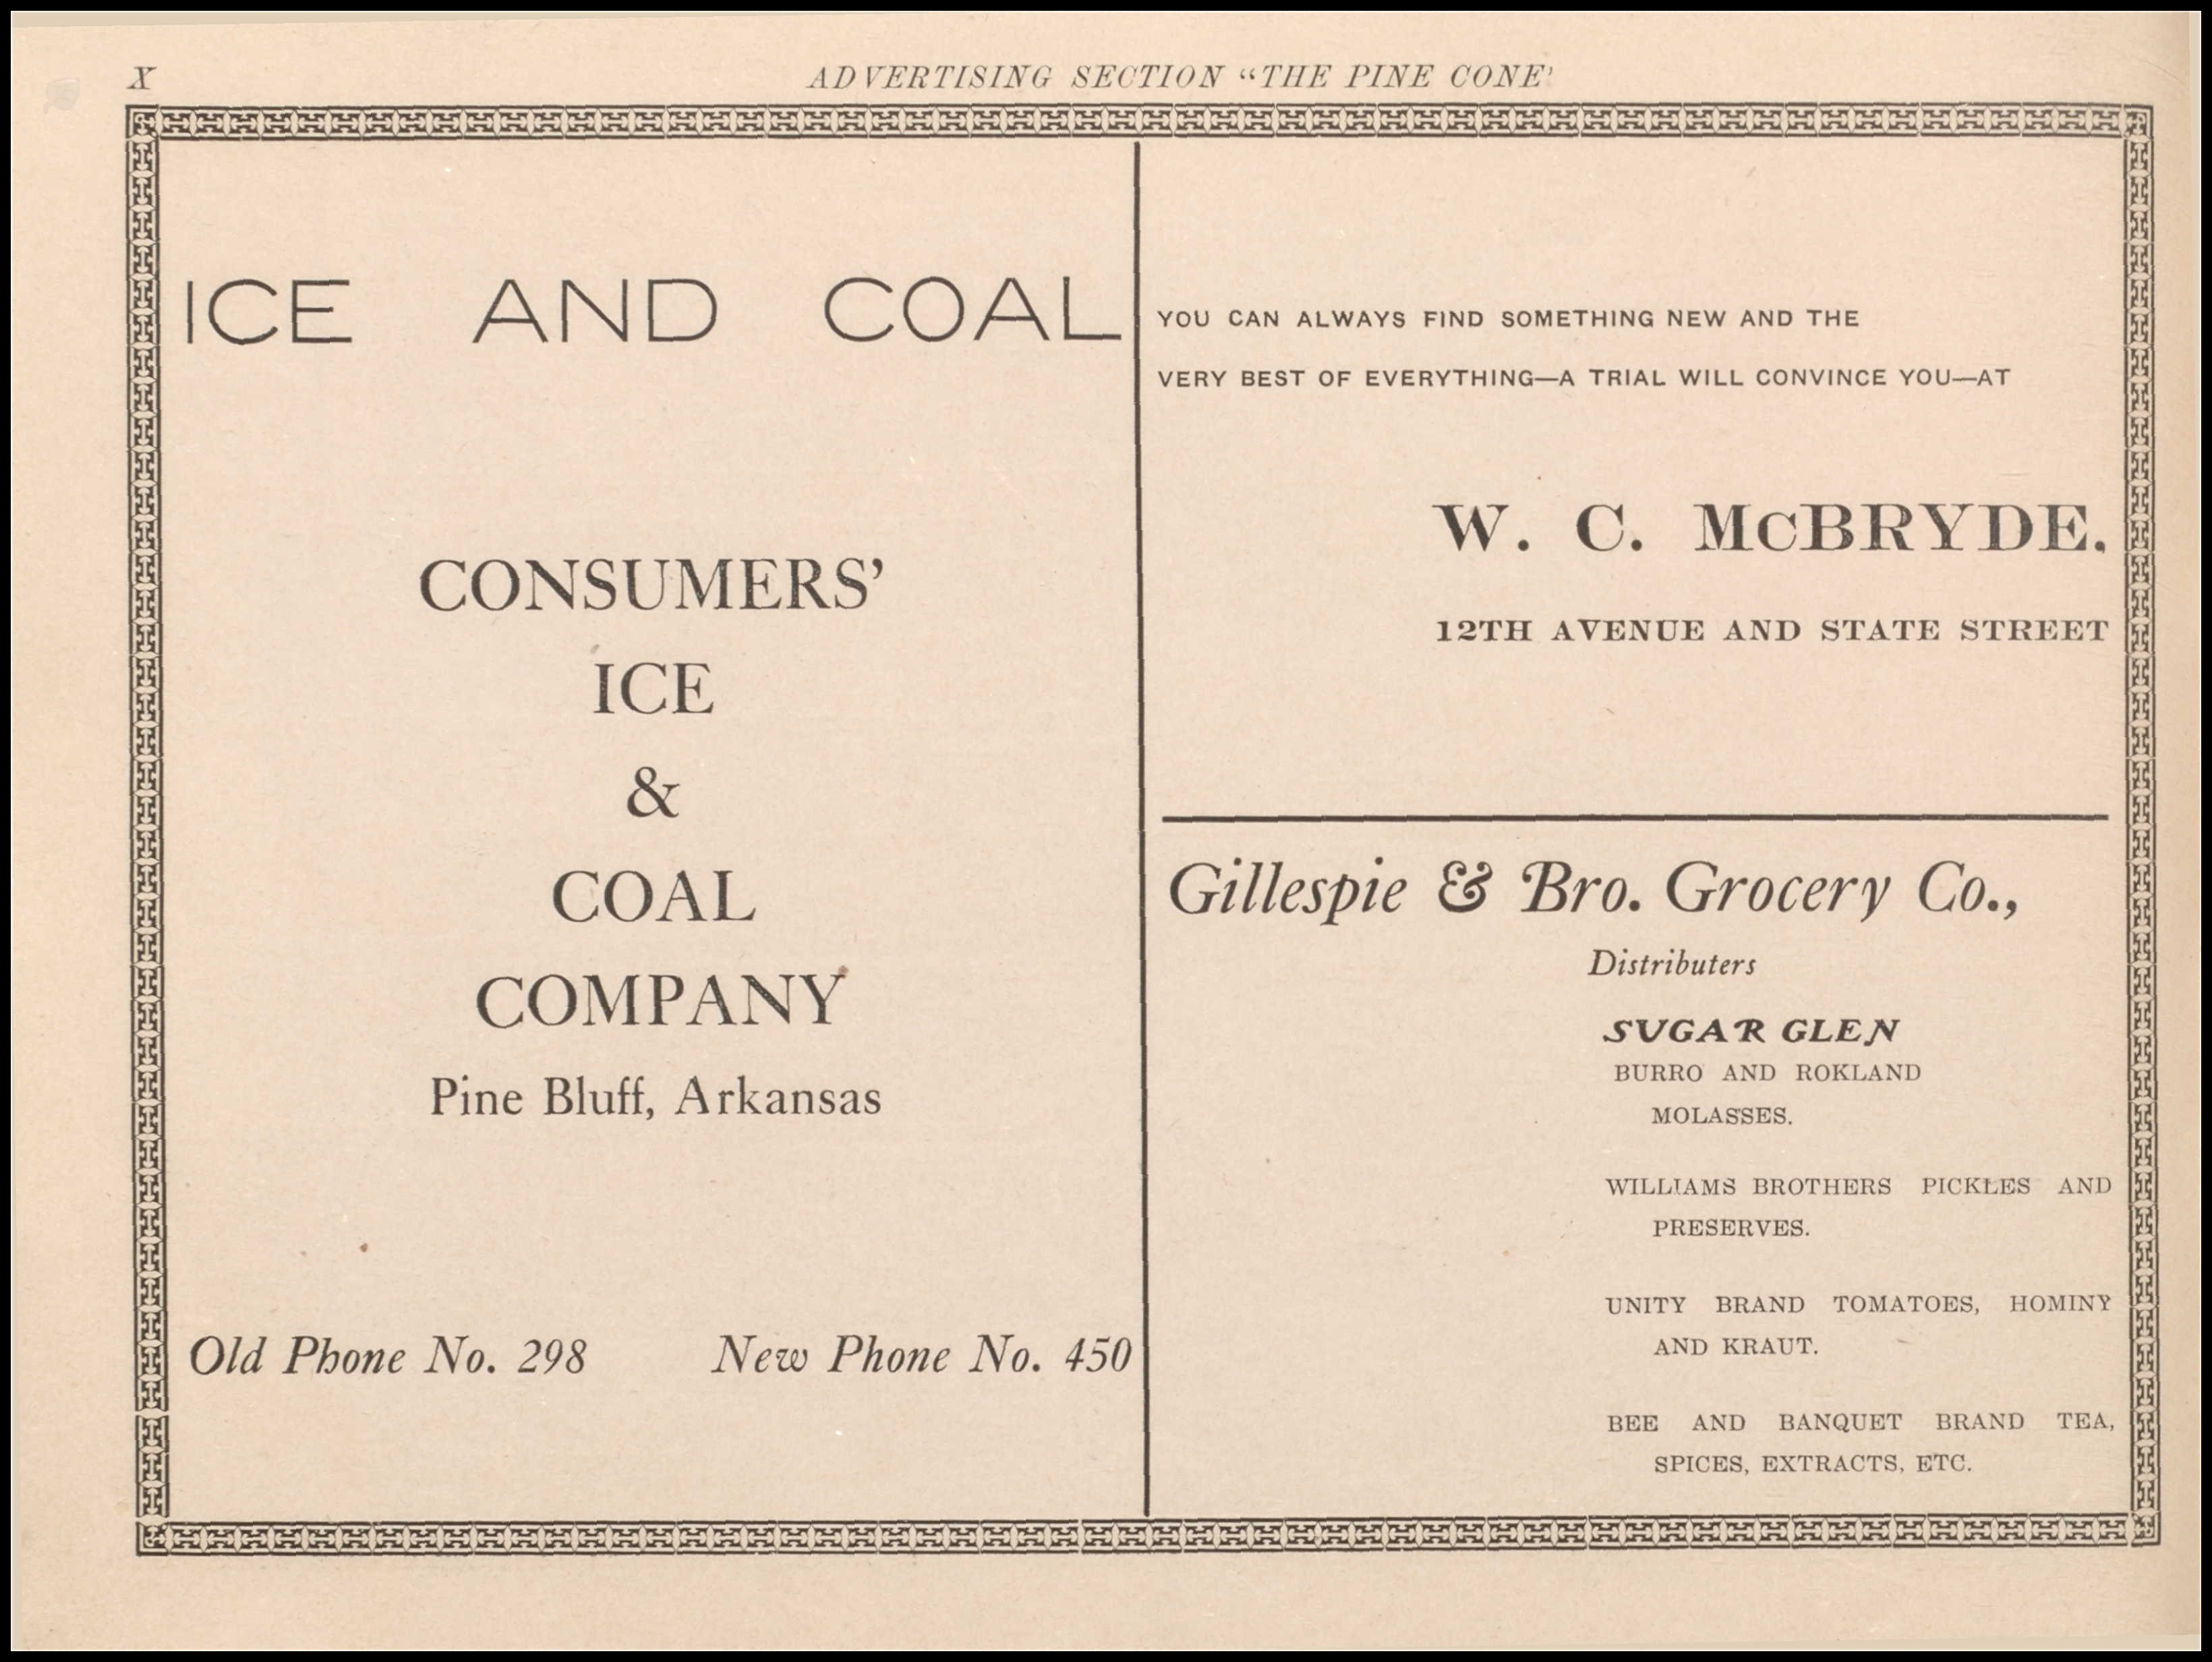 X
ADVERTISING SECTION “THE PINE CONE’
ICE AND COAL
CONSUMERS’
ICE
&
COAL
COMPANY
Pine Bluff, Arkansas
Old Phone No. 298 New Phone No. 450
YOU CAN ALWAYS FIND SOMETHING NEW AND THE
VERY BEST OF EVERYTHING—A TRIAL WILL CONVINCE YOU—AT
W. C. McBRYDE.
12TH AVENUE AND STATE STREET
Gillespie & Bro. Grocery Co.,
Distributers
SUGAR GLEN
BURRO AND ROKLAND
MOLASSES.
WILLIAMS BROTHERS PICKLES AND
PRESERVES.
UNITY BRAND TOMATOES, HOMINY
AND KRAUT.
BEE AND BANQUET BRAND TEA,
SPICES, EXTRACTS, ETC.